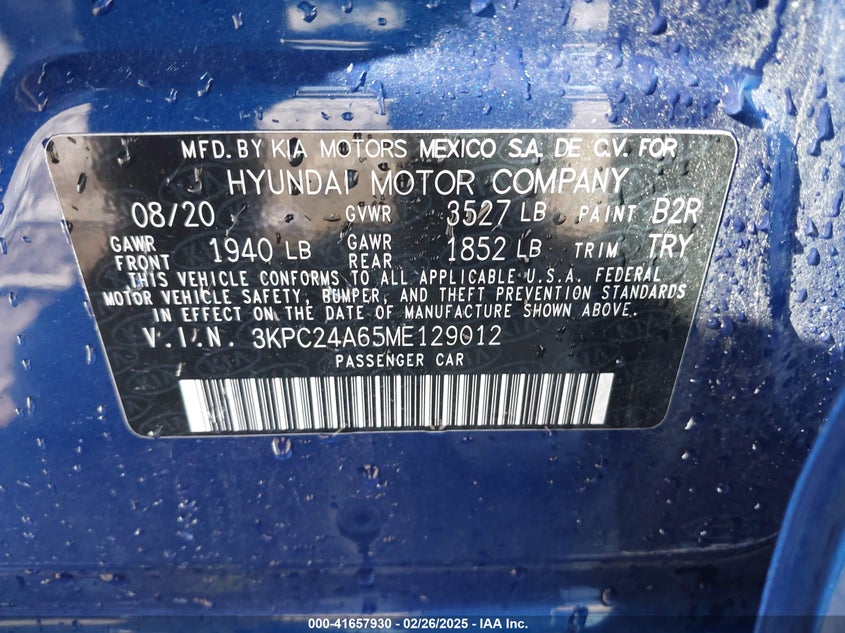 MFD. BY KIA MOTORS MEXICO S.A. DE C.V. FOR
HYUNDAI MOTOR COMPANY
08/20 GVWR 3527 LB PAINT B2R
GAWR FRONT 1940 LB GAWR REAR 1852 LB TRIM TRY
THIS VEHICLE CONFORMS TO ALL APPLICABLE U.S.A. FEDERAL
MOTOR VEHICLE SAFETY, BUMPER, AND THEFT PREVENTION STANDARDS
IN EFFECT ON THE DATE OF MANUFACTURE SHOWN ABOVE.
V.I.N. 3KPC24A65ME129012
PASSENGER CAR
000-41657930 - 02/26/2025 - IAA Inc.